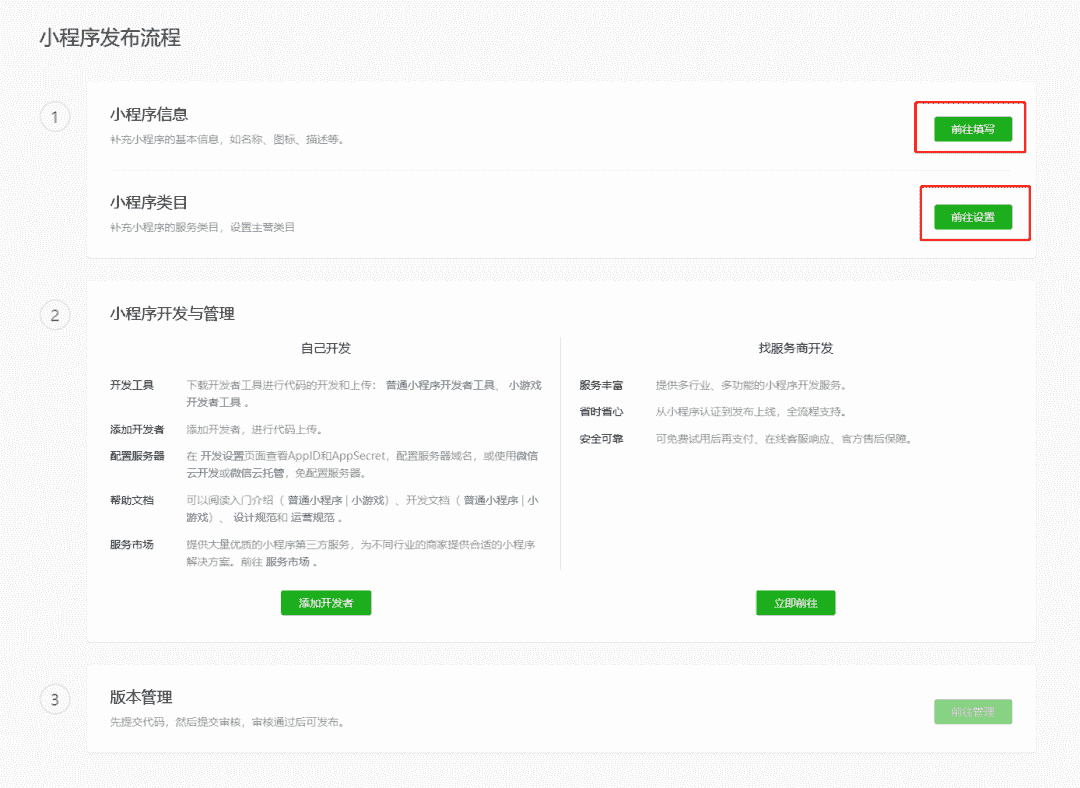 小程序发布流程
1
小程序信息
补充小程序的基本信息，如名称、图标、描述等。
前往填写
小程序类目
补充小程序的服务类目，设置主营类目
前往设置
2
小程序开发与管理
自己开发
开发工具
下载开发者工具进行代码的开发和上传： 普通小程序开发者工具、 小游戏
开发者工具 。
添加开发者
添加开发者，进行代码上传。
配置服务器
在 开发设置页面查看AppID和AppSecret，配置服务器域名，或使用微信
云开发或微信云托管，免配置服务器。
帮助文档
可以阅读入门介绍（ 普通小程序 | 小游戏）、开发文档（ 普通小程序 | 小
游戏）、 设计规范和 运营规范 。
服务市场
提供大量优质的小程序第三方服务，为不同行业的商家提供合适的小程序
解决方案。前往 服务市场 。
添加开发者
找服务商开发
服务丰富
提供多行业、多功能的小程序开发服务。
省时省心
从小程序认证到发布上线，全流程支持。
安全可靠
可免费试用后再支付、在线客服响应、官方售后保障。
立即前往
3
版本管理
先提交代码，然后提交审核，审核通过后可发布。
前往管理